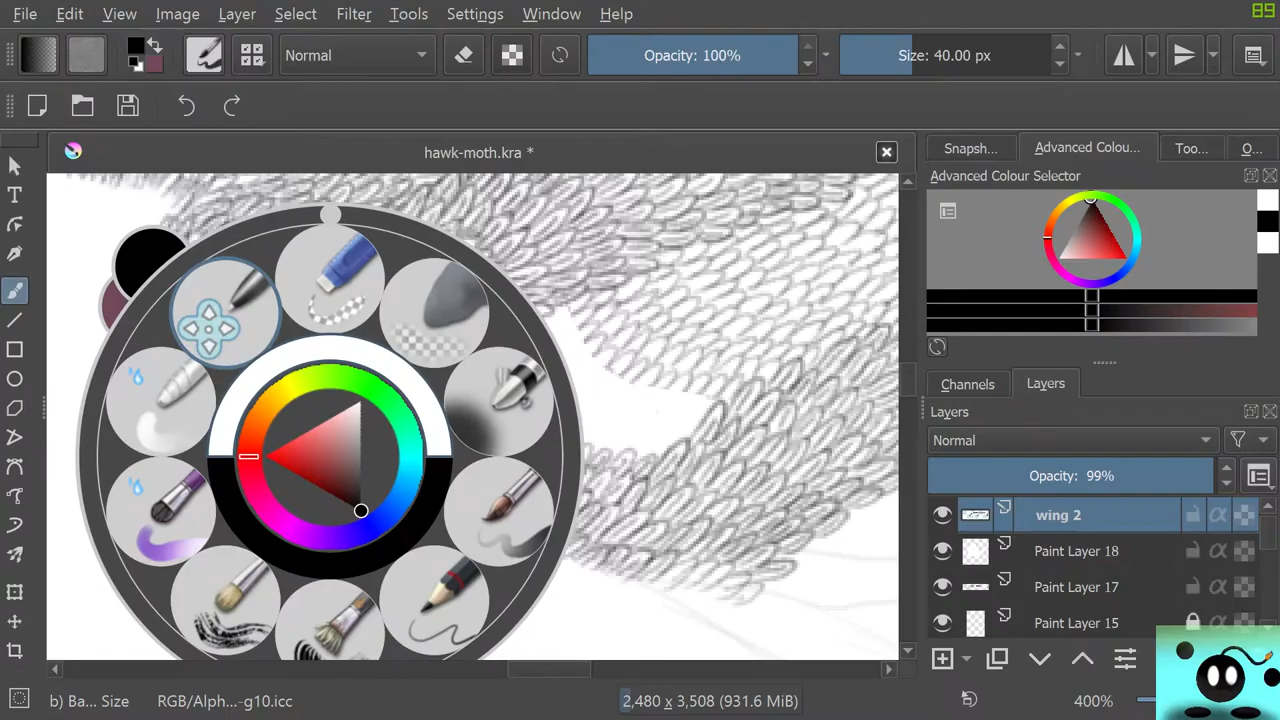 File Edit View Image Layer Select Filter Tools Settings Window Help
89
Normal
Opacity: 100%
Size: 40.00 px
hawk-moth.kra *
Snapsh...
Advanced Colou...
Too...
O...
Advanced Colour Selector
Channels
Layers
Layers
Normal
Opacity: 99%
wing 2
Paint Layer 18
Paint Layer 17
Paint Layer 15
b) Ba... Size
RGB/Alph...-g10.icc
2,480 x 3,508 (931.6 MiB)
400%